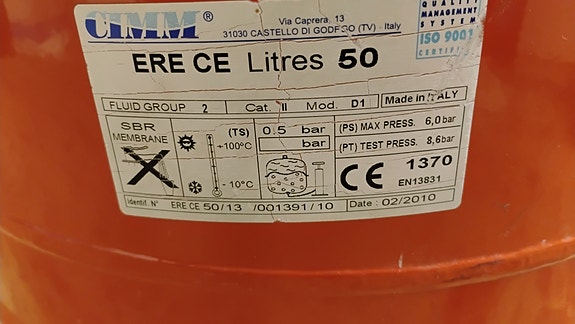 CIMM ®
Via Caprera, 13
31030 CASTELLO DI GODEGO (TV) - Italy
QUALITY
MANAGEMENT
SYSTEM
ISO 9001
CERTIFIED
ERE CE Litres 50
FLUID GROUP 2 Cat. II Mod. D1 Made in ITALY
SBR
MEMBRANE
(TS)
+100°C
-10°C
0.5 bar
bar
(PS) MAX PRESS. 6,0 bar
(PT) TEST PRESS. 8,6 bar
CE 1370
EN13831
Identif. N° ERE CE 50/13 /001391/10 Date : 02/2010